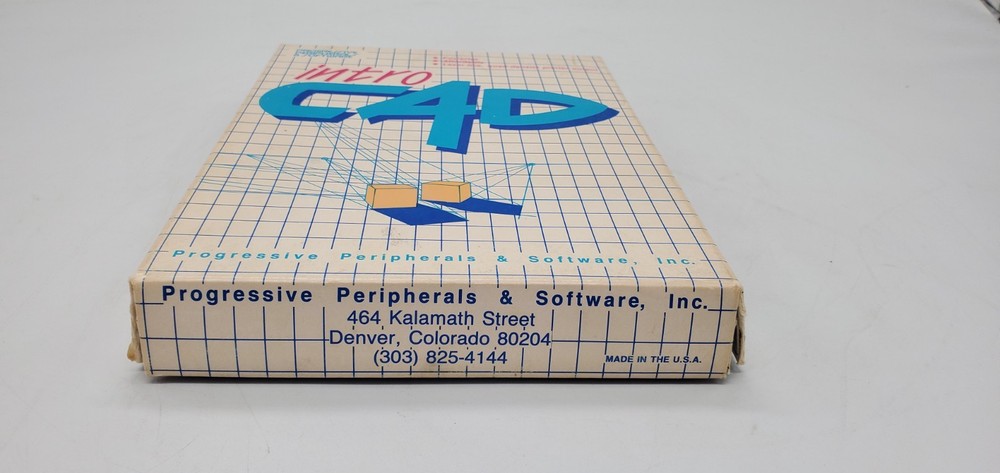 intro
CAD
Progressive Peripherals & Software, Inc.
Progressive Peripherals & Software, Inc.
464 Kalamath Street
Denver, Colorado 80204
(303) 825-4144
MADE IN THE U.S.A.